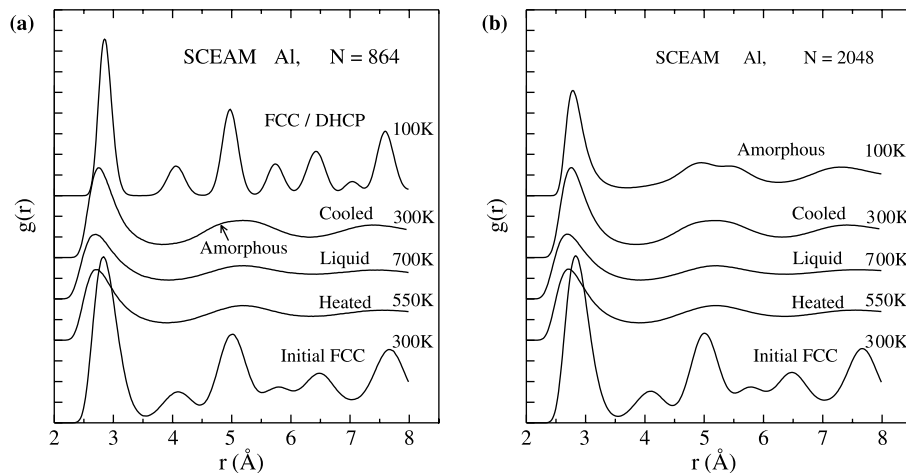 (a)
SCEAM Al, N = 864
FCC / DHCP
100K
Cooled
300K
Amorphous
Liquid
700K
Heated
550K
300K
Initial FCC
g(r)
2 3 4 5 6 7 8
r (Å)
(b)
SCEAM Al, N = 2048
Amorphous
100K
Cooled
300K
Liquid
700K
Heated
550K
300K
Initial FCC
g(r)
2 3 4 5 6 7 8
r (Å)